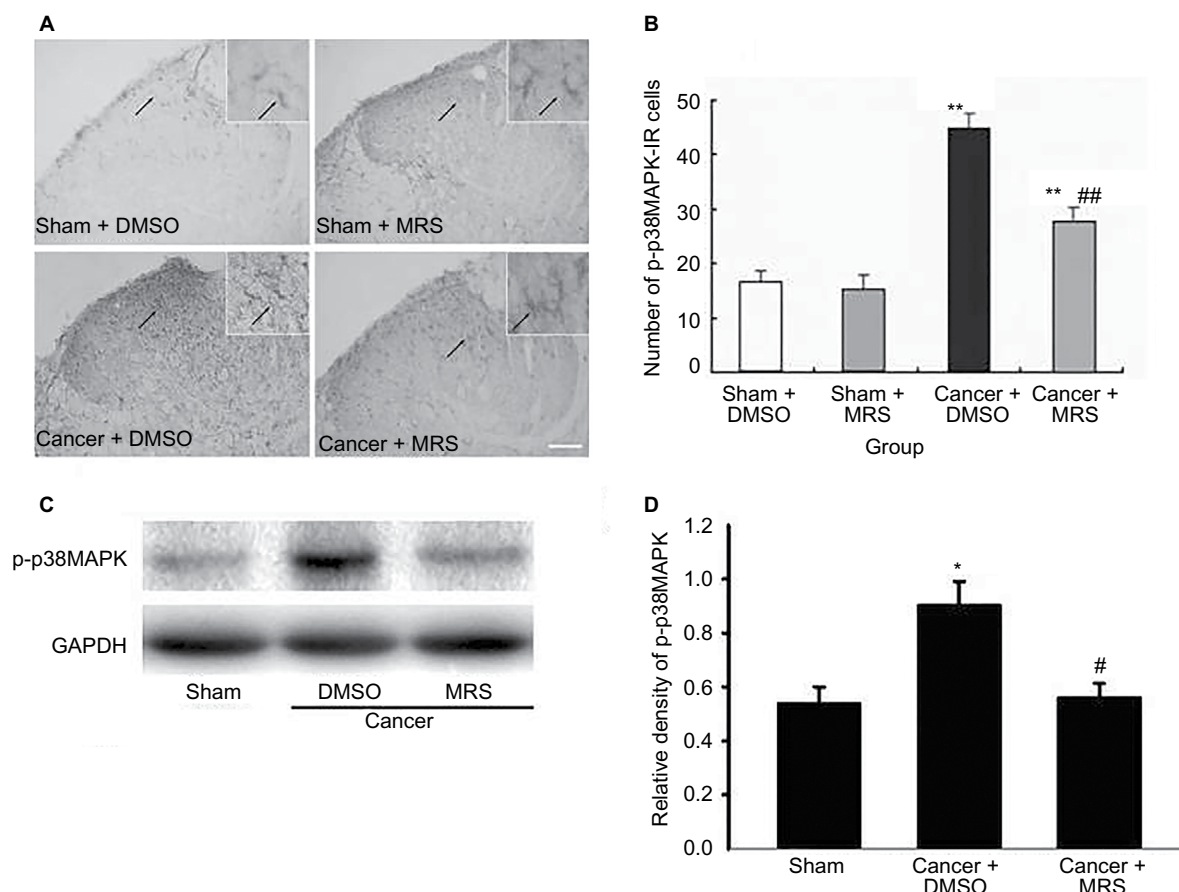 A
Sham + DMSO
Sham + MRS
Cancer + DMSO
Cancer + MRS
B
Number of p-p38MAPK-IR cells
50
40
30
20
10
0
**
** ##
Sham +
DMSO
Sham +
MRS
Cancer +
DMSO
Cancer +
MRS
Group
C
p-p38MAPK
GAPDH
Sham
DMSO
MRS
Cancer
D
Relative density of p-p38MAPK
1.2
1.0
0.8
0.6
0.4
0.2
0.0
*
#
Sham
Cancer +
DMSO
Cancer +
MRS